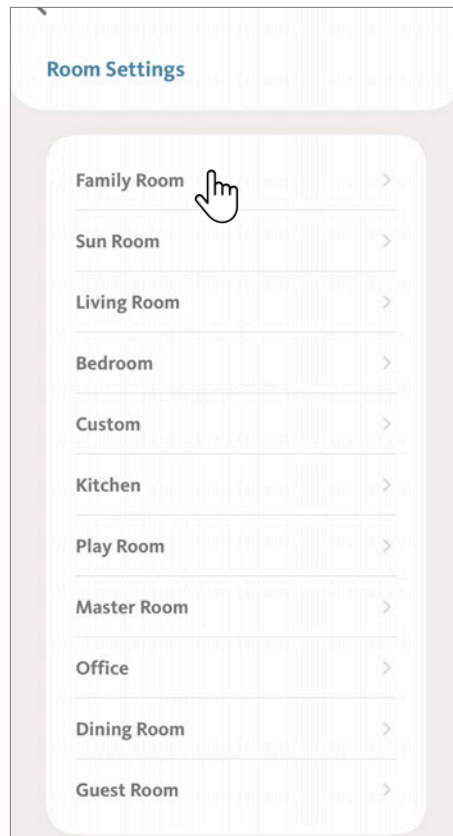 Room Settings
Family Room
Sun Room
Living Room
Bedroom
Custom
Kitchen
Play Room
Master Room
Office
Dining Room
Guest Room